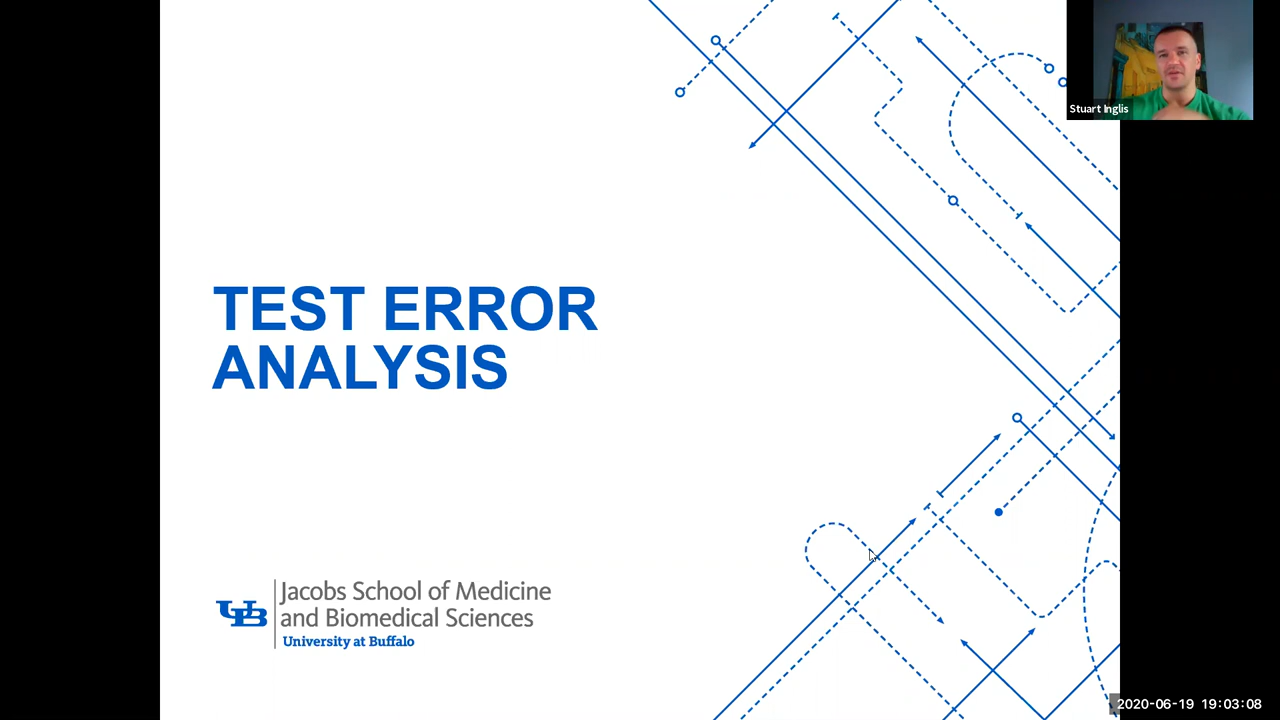 Stuart Inglis
TEST ERROR
ANALYSIS
UB
Jacobs School of Medicine
and Biomedical Sciences
University at Buffalo
2020-06-19 19:03:08